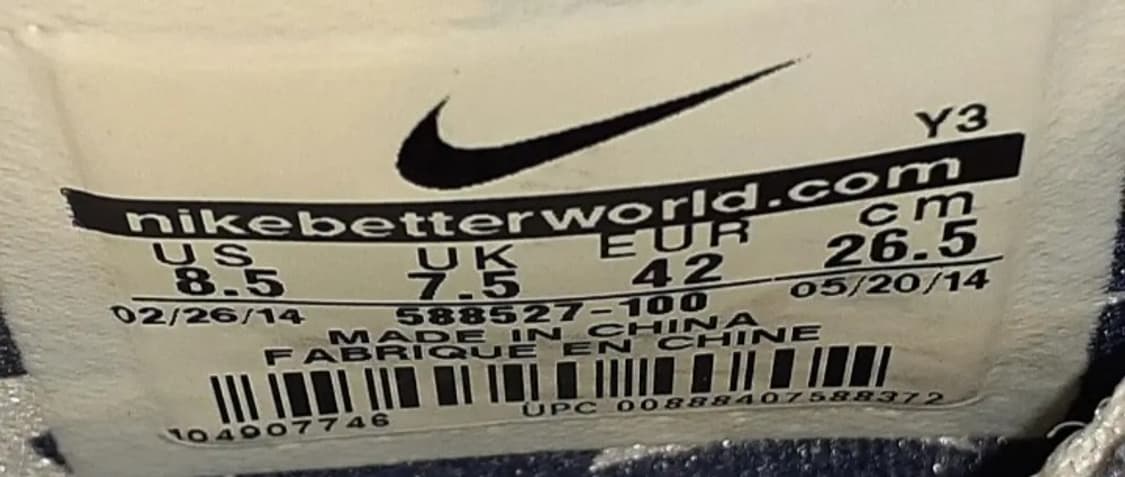 Y3
nikebetterworld.com
US UK EUR cm
8.5 7.5 42 26.5
02/26/14 588527-100 05/20/14
MADE IN CHINA
FABRIQUE EN CHINE
104907746 UPC 00888407588372